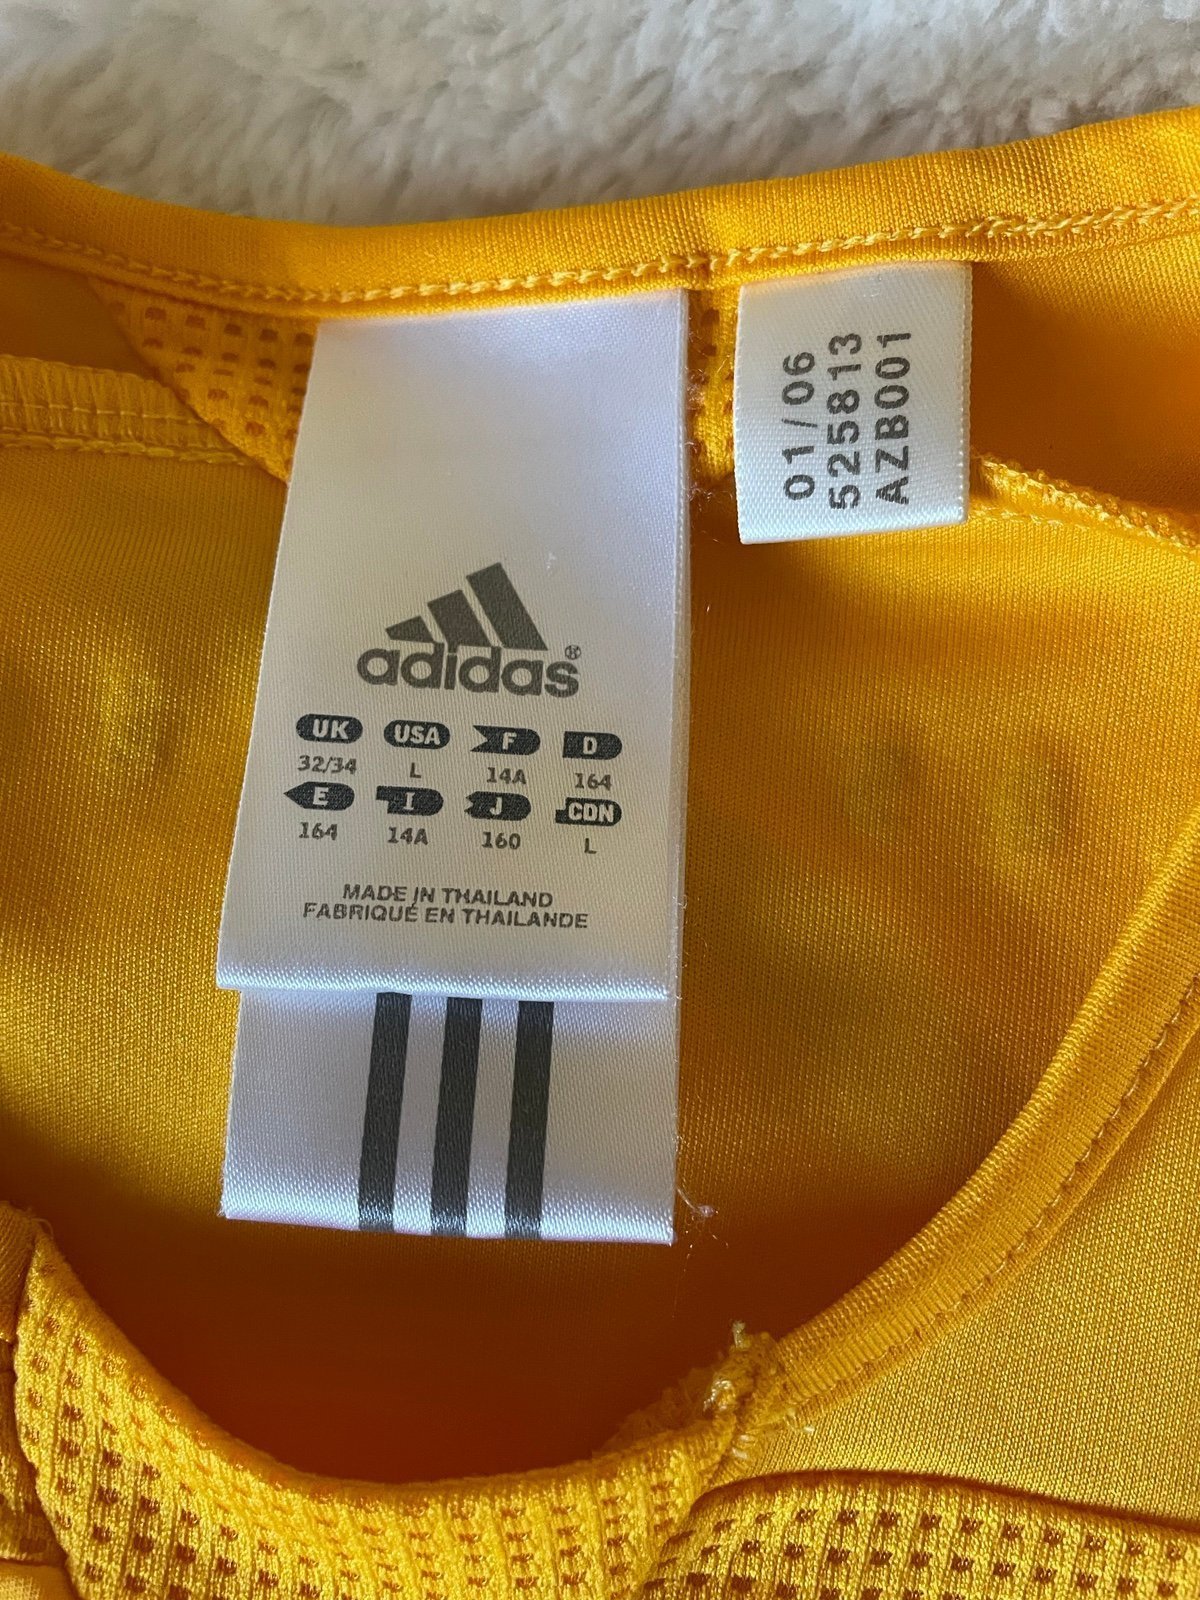 adidas®
UK USA F D
32/34 L 14A 164
E I J CDN
164 14A 160 L
MADE IN THAILAND
FABRIQUÉ EN THAILANDE
01/06
525813
AZB001